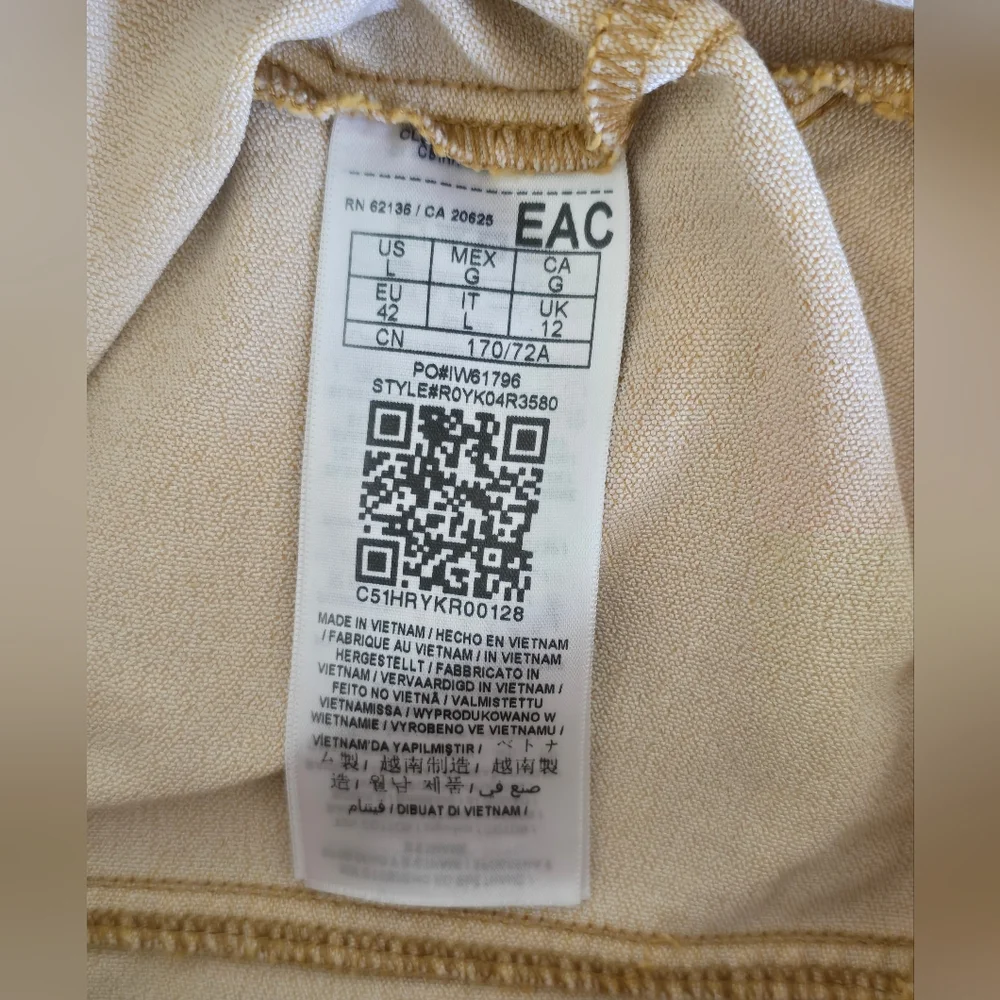 RN 62136 / CA 20625
EAC
US MEX CA
L G G
EU IT UK
42 L 12
CN 170/72A
PO#IW61796
STYLE#R0YK04R3580
C51HRYKR00128
MADE IN VIETNAM / HECHO EN VIETNAM
/ FABRIQUE AU VIETNAM / IN VIETNAM
HERGESTELLT / FABBRICATO IN
VIETNAM / VERVAARDIGD IN VIETNAM /
FEITO NO VIETNÃ / VALMISTETTU
VIETNAMISSA / WYPRODUKOWANO W
WIETNAMIE / VYROBENO VE VIETNAMU /
VİETNAM'DA YAPILMIŞTIR / ベトナ
ム製 / 越南制造 / 越南製
造 / 월남 제품 / صنع في
فيتنام / DIBUAT DI VIETNAM /